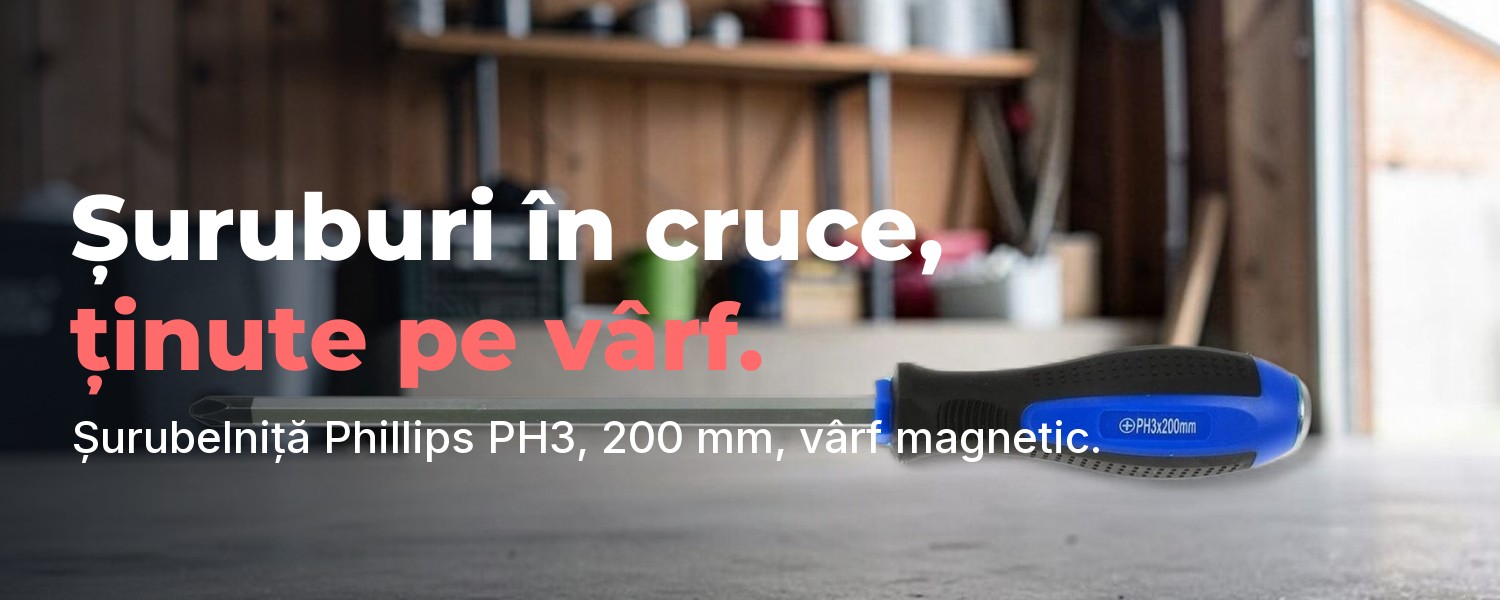 Șuruburi în cruce,
ținute pe vârf.
Șurubelniță Phillips PH3, 200 mm, vârf magnetic.
PH3x200mm